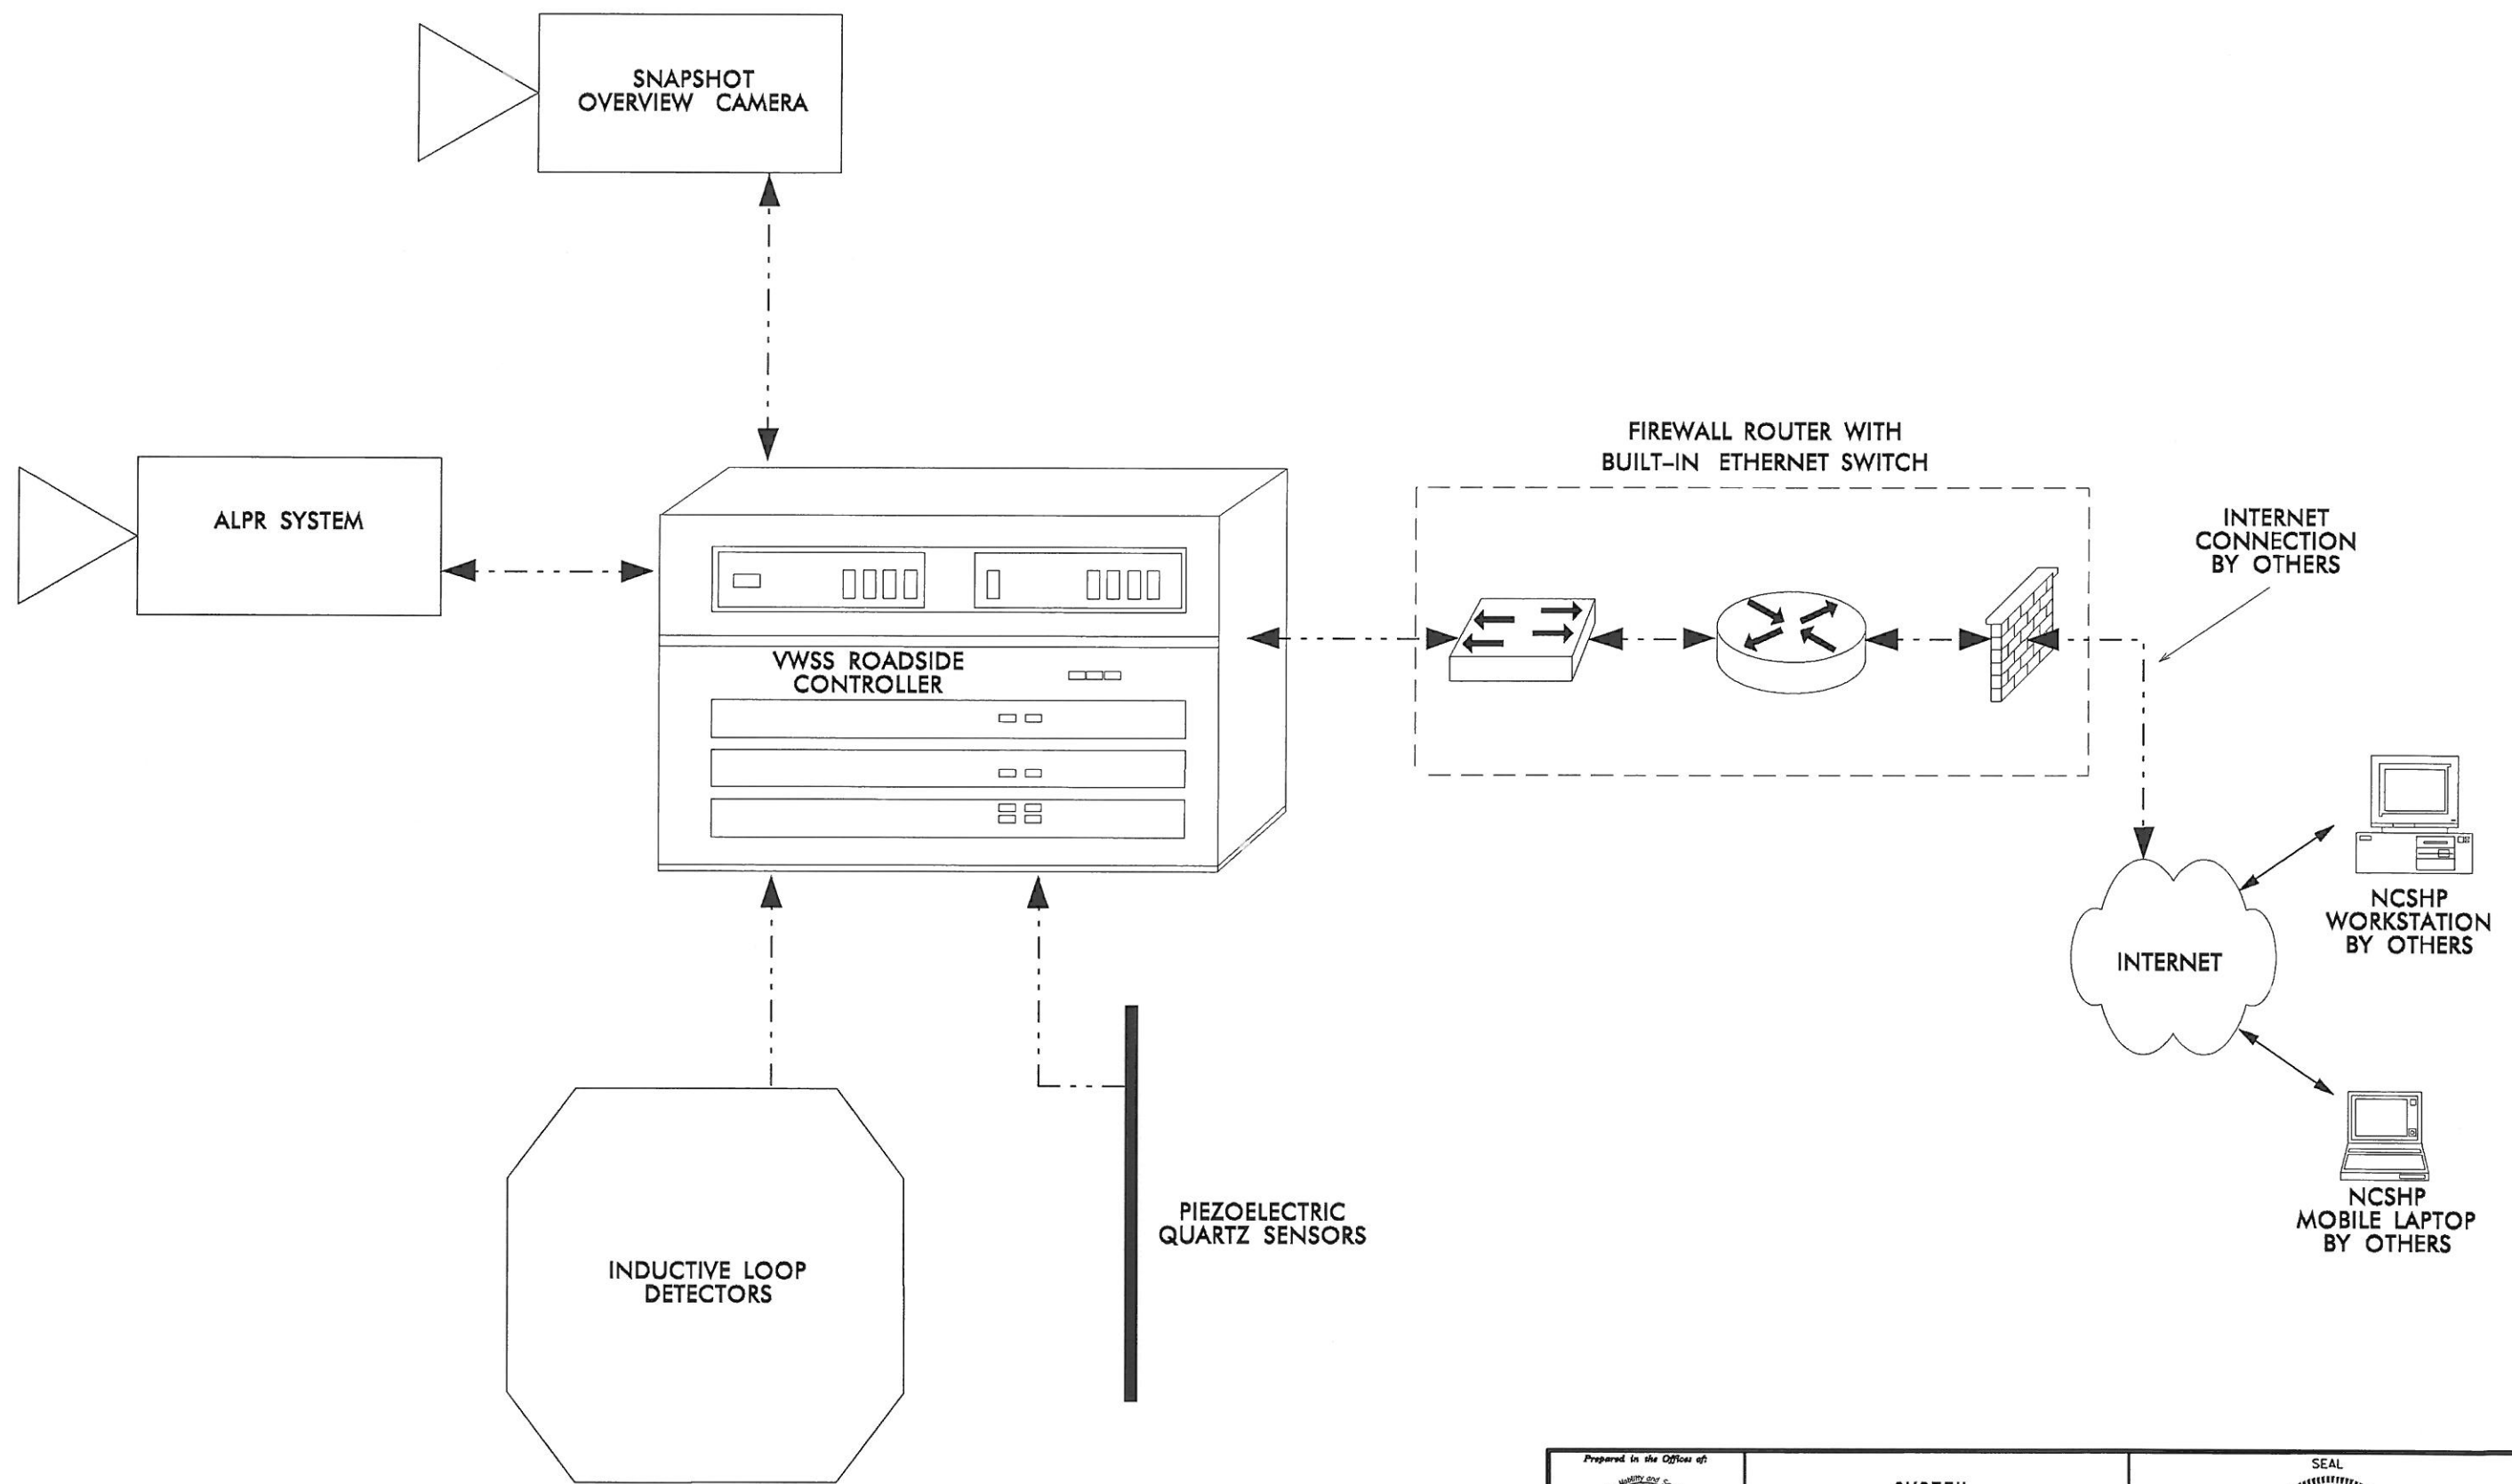 SNAPSHOT
OVERVIEW CAMERA
ALPR SYSTEM
FIREWALL ROUTER WITH
BUILT-IN ETHERNET SWITCH
INTERNET
CONNECTION
BY OTHERS
VWSS ROADSIDE
CONTROLLER
NCSHP
WORKSTATION
BY OTHERS
INTERNET
NCSHP
MOBILE LAPTOP
BY OTHERS
PIEZOELECTRIC
QUARTZ SENSORS
INDUCTIVE LOOP
DETECTORS
Prepared in the Offices of:
SEAL